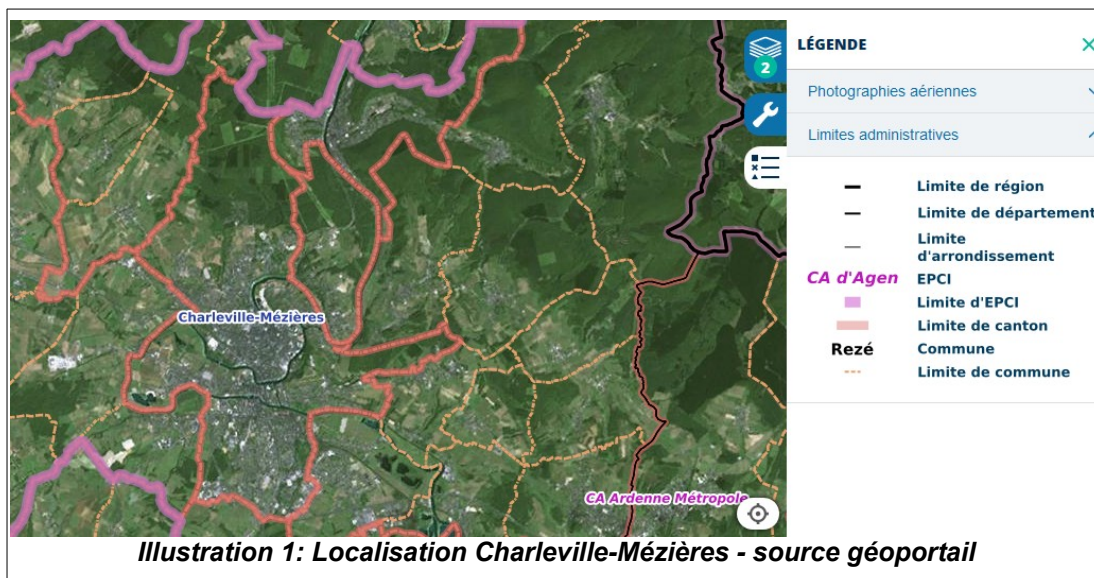 LÉGENDE
2
Photographies aériennes
Limites administratives
Limite de région
Limite de département
Limite
d'arrondissement
CA d'Agen EPCI
Limite d'EPCI
Limite de canton
Rezé Commune
Limite de commune
Charleville-Mézières
CA Ardenne Métropole
Illustration 1: Localisation Charleville-Mézières - source géoportail